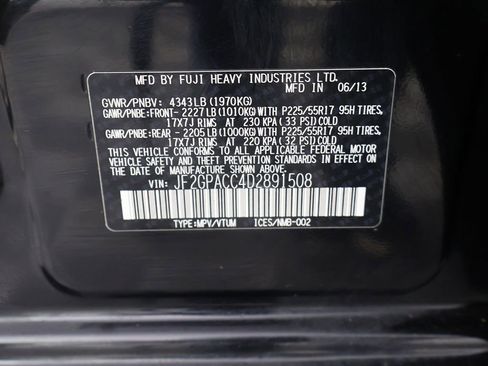 MFD BY FUJI HEAVY INDUSTRIES LTD.
MFD IN 06/13
GVWR/PNBV: 4343LB(1970KG)
GAWR/PNBE:FRONT-2227LB(1010KG)WITH P225/55R17 95H TIRES,
17X7J RIMS AT 230 KPA(33 PSI)COLD
GAWR/PNBE:REAR-2205LB(1000KG)WITH P225/55R17 95H TIRES,
17X7J RIMS AT 220 KPA(32 PSI)COLD
THIS VEHICLE CONFORMS TO ALL APPLICABLE FEDERAL MOTOR
VEHICLE SAFETY AND THEFT PREVENTION STANDARDS IN EFFECT
ON THE DATE OF MANUFACTURE SHOWN ABOVE.
VIN: JF2GPACC4D2891508
TYPE:MPV/VTUM ICES/NMB-002